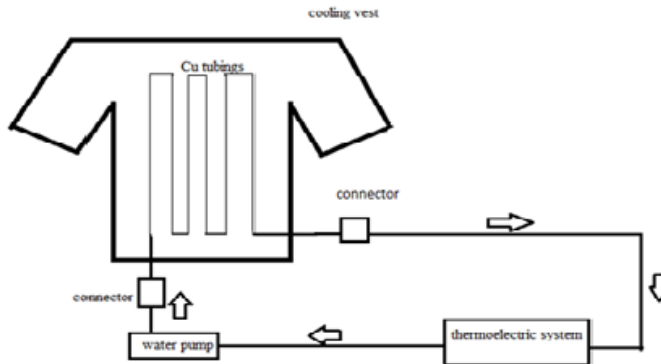 cooling vest
Cu tubings
connector
connector
thermoelectric system
water pump